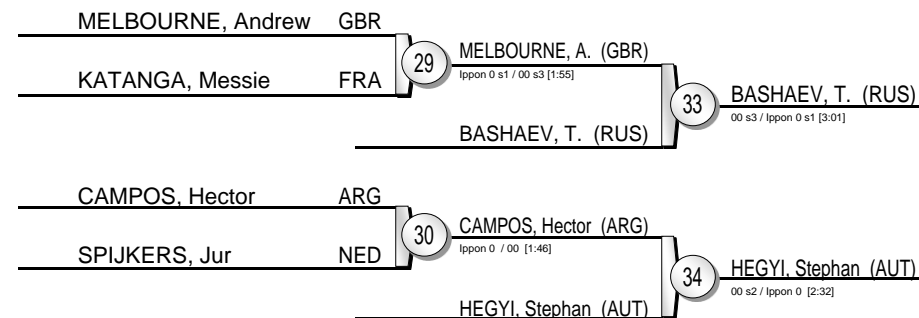 MELBOURNE, Andrew GBR
29
MELBOURNE, A. (GBR)
Ippon 0 s1 / 00 s3 [1:55]
KATANGA, Messie FRA
33
BASHAEV, T. (RUS)
00 s3 / Ippon 0 s1 [3:01]
BASHAEV, T. (RUS)
CAMPOS, Hector ARG
30
CAMPOS, Hector (ARG)
Ippon 0 / 00 [1:46]
SPIJKERS, Jur NED
34
HEGYI, Stephan (AUT)
00 s2 / Ippon 0 [2:32]
HEGYI, Stephan (AUT)